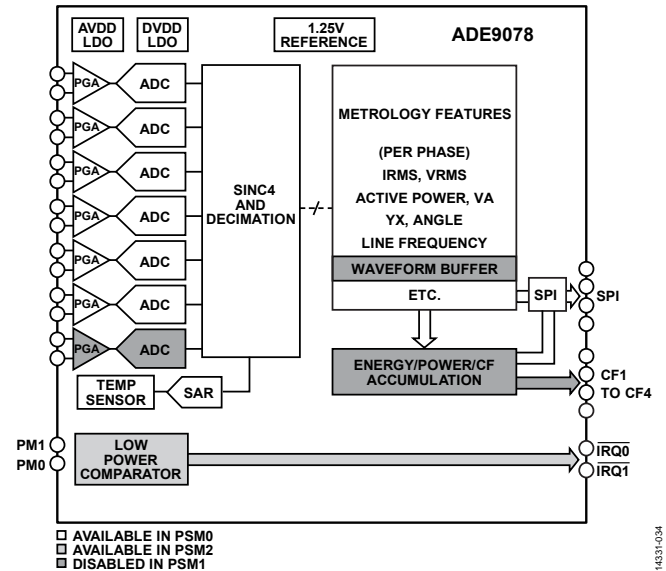 AVDD
LDO
DVDD
LDO
1.25V
REFERENCE
ADE9078
PGA
ADC
PGA
ADC
PGA
ADC
PGA
ADC
PGA
ADC
PGA
ADC
PGA
ADC
SINC4
AND
DECIMATION
METROLOGY FEATURES
(PER PHASE)
IRMS, VRMS
ACTIVE POWER, VA
YX, ANGLE
LINE FREQUENCY
WAVEFORM BUFFER
ETC.
SPI
SPI
TEMP
SENSOR
SAR
ENERGY/POWER/CF
ACCUMULATION
CF1
TO CF4
PM1
PM0
LOW
POWER
COMPARATOR
IRQ0
IRQ1
AVAILABLE IN PSM0
AVAILABLE IN PSM2
DISABLED IN PSM1
14331-034